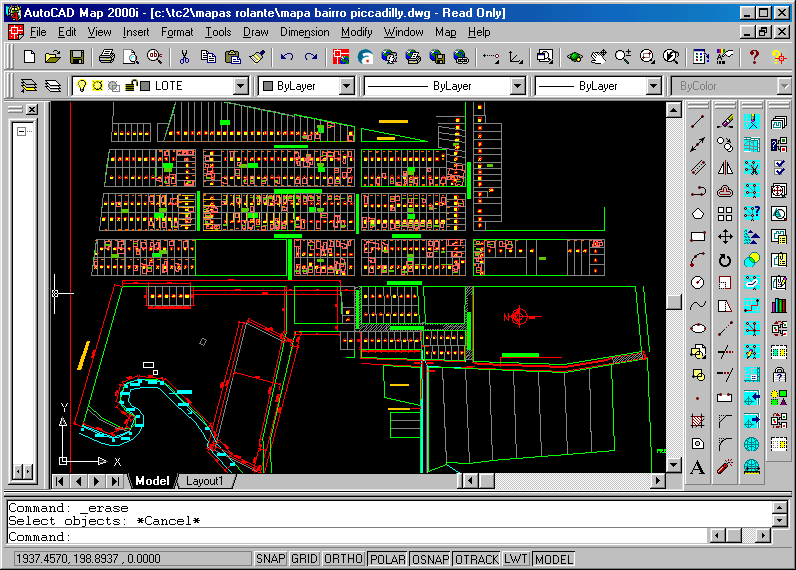 AutoCAD Map 2000i - [c:\tc2\mapas rolante\mapa bairro piccadilly.dwg - Read Only]
File Edit View Insert Format Tools Data Draw Dimension Modify Window Map Help
LOTE ByLayer ByLayer ByLayer ByColor
Y
X
Model Layout1
Command: _erase
Select objects: *Cancel*
Command:
1937.4570, 198.8937 , 0.0000 SNAP GRID ORTHO POLAR OSNAP OTRACK LWT MODEL